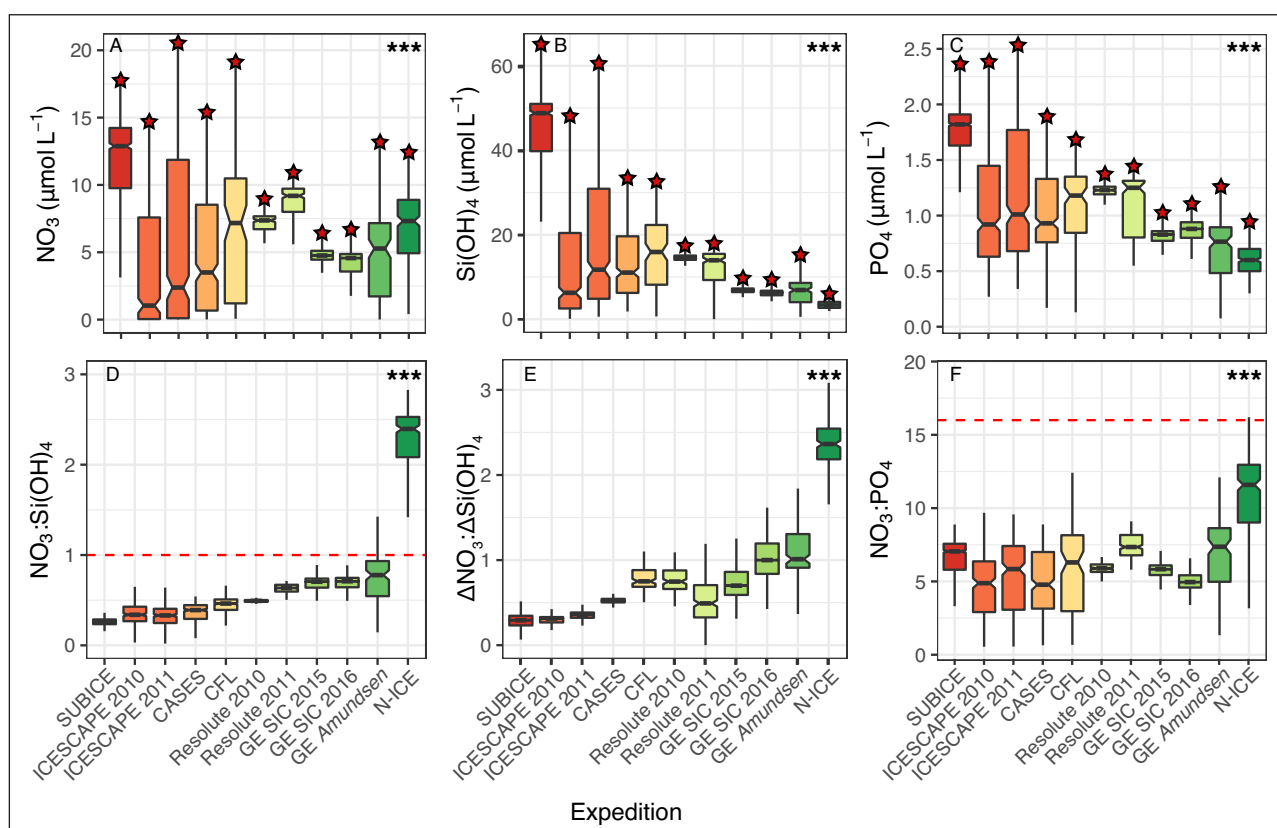 A
***
NO3 (μmol L−1)
20
15
10
5
0
B
***
Si(OH)4 (μmol L−1)
60
40
20
0
C
***
PO4 (μmol L−1)
2.5
2.0
1.5
1.0
0.5
0.0
D
***
NO3:Si(OH)4
3
2
1
0
E
***
ΔNO3:ΔSi(OH)4
3
2
1
0
F
***
NO3:PO4
20
15
10
5
0
SUBICE
ICESCAPE 2010
ICESCAPE 2011
CASES
CFL
Resolute 2010
Resolute 2011
GE SIC 2015
GE SIC 2016
GE Amundsen
N-ICE
SUBICE
ICESCAPE 2010
ICESCAPE 2011
CASES
CFL
Resolute 2010
Resolute 2011
GE SIC 2015
GE SIC 2016
GE Amundsen
N-ICE
SUBICE
ICESCAPE 2010
ICESCAPE 2011
CASES
CFL
Resolute 2010
Resolute 2011
GE SIC 2015
GE SIC 2016
GE Amundsen
N-ICE
Expedition